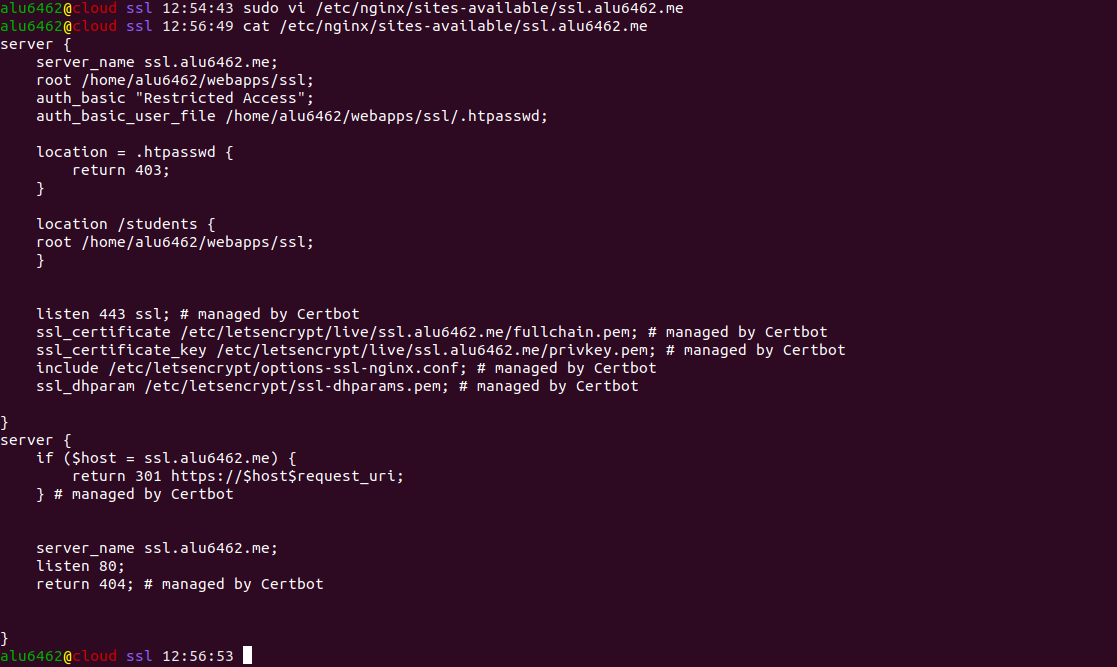 alu6462@cloud ssl 12:54:43 sudo vi /etc/nginx/sites-available/ssl.alu6462.me
alu6462@cloud ssl 12:56:49 cat /etc/nginx/sites-available/ssl.alu6462.me
server {
    server_name ssl.alu6462.me;
    root /home/alu6462/webapps/ssl;
    auth_basic "Restricted Access";
    auth_basic_user_file /home/alu6462/webapps/ssl/.htpasswd;

    location = .htpasswd {
        return 403;
    }

    location /students {
    root /home/alu6462/webapps/ssl;
    }


    listen 443 ssl; # managed by Certbot
    ssl_certificate /etc/letsencrypt/live/ssl.alu6462.me/fullchain.pem; # managed by Certbot
    ssl_certificate_key /etc/letsencrypt/live/ssl.alu6462.me/privkey.pem; # managed by Certbot
    include /etc/letsencrypt/options-ssl-nginx.conf; # managed by Certbot
    ssl_dhparam /etc/letsencrypt/ssl-dhparams.pem; # managed by Certbot

}
server {
    if ($host = ssl.alu6462.me) {
        return 301 https://$host$request_uri;
    } # managed by Certbot


    server_name ssl.alu6462.me;
    listen 80;
    return 404; # managed by Certbot


}
alu6462@cloud ssl 12:56:53